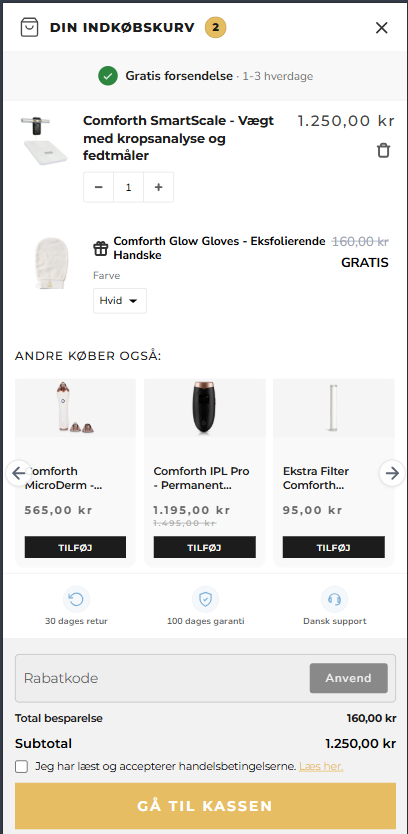 DIN INDKØBSKURV 2
Gratis forsendelse · 1-3 hverdage
Comforth SmartScale - Vægt
med kropsanalyse og
fedtmåler
1.250,00 kr
− 1 +
Comforth Glow Gloves - Eksfolierende
Handske
160,00 kr
GRATIS
Farve
Hvid
ANDRE KØBER OGSÅ:
Comforth
MicroDerm -...
565,00 kr
TILFØJ
Comforth IPL Pro
- Permanent...
1.195,00 kr
1.495,00 kr
TILFØJ
Ekstra Filter
Comforth...
95,00 kr
TILFØJ
30 dages retur
100 dages garanti
Dansk support
Rabatkode
Anvend
Total besparelse 160,00 kr
Subtotal 1.250,00 kr
Jeg har læst og accepterer handelsbetingelserne. Læs her.
GÅ TIL KASSEN